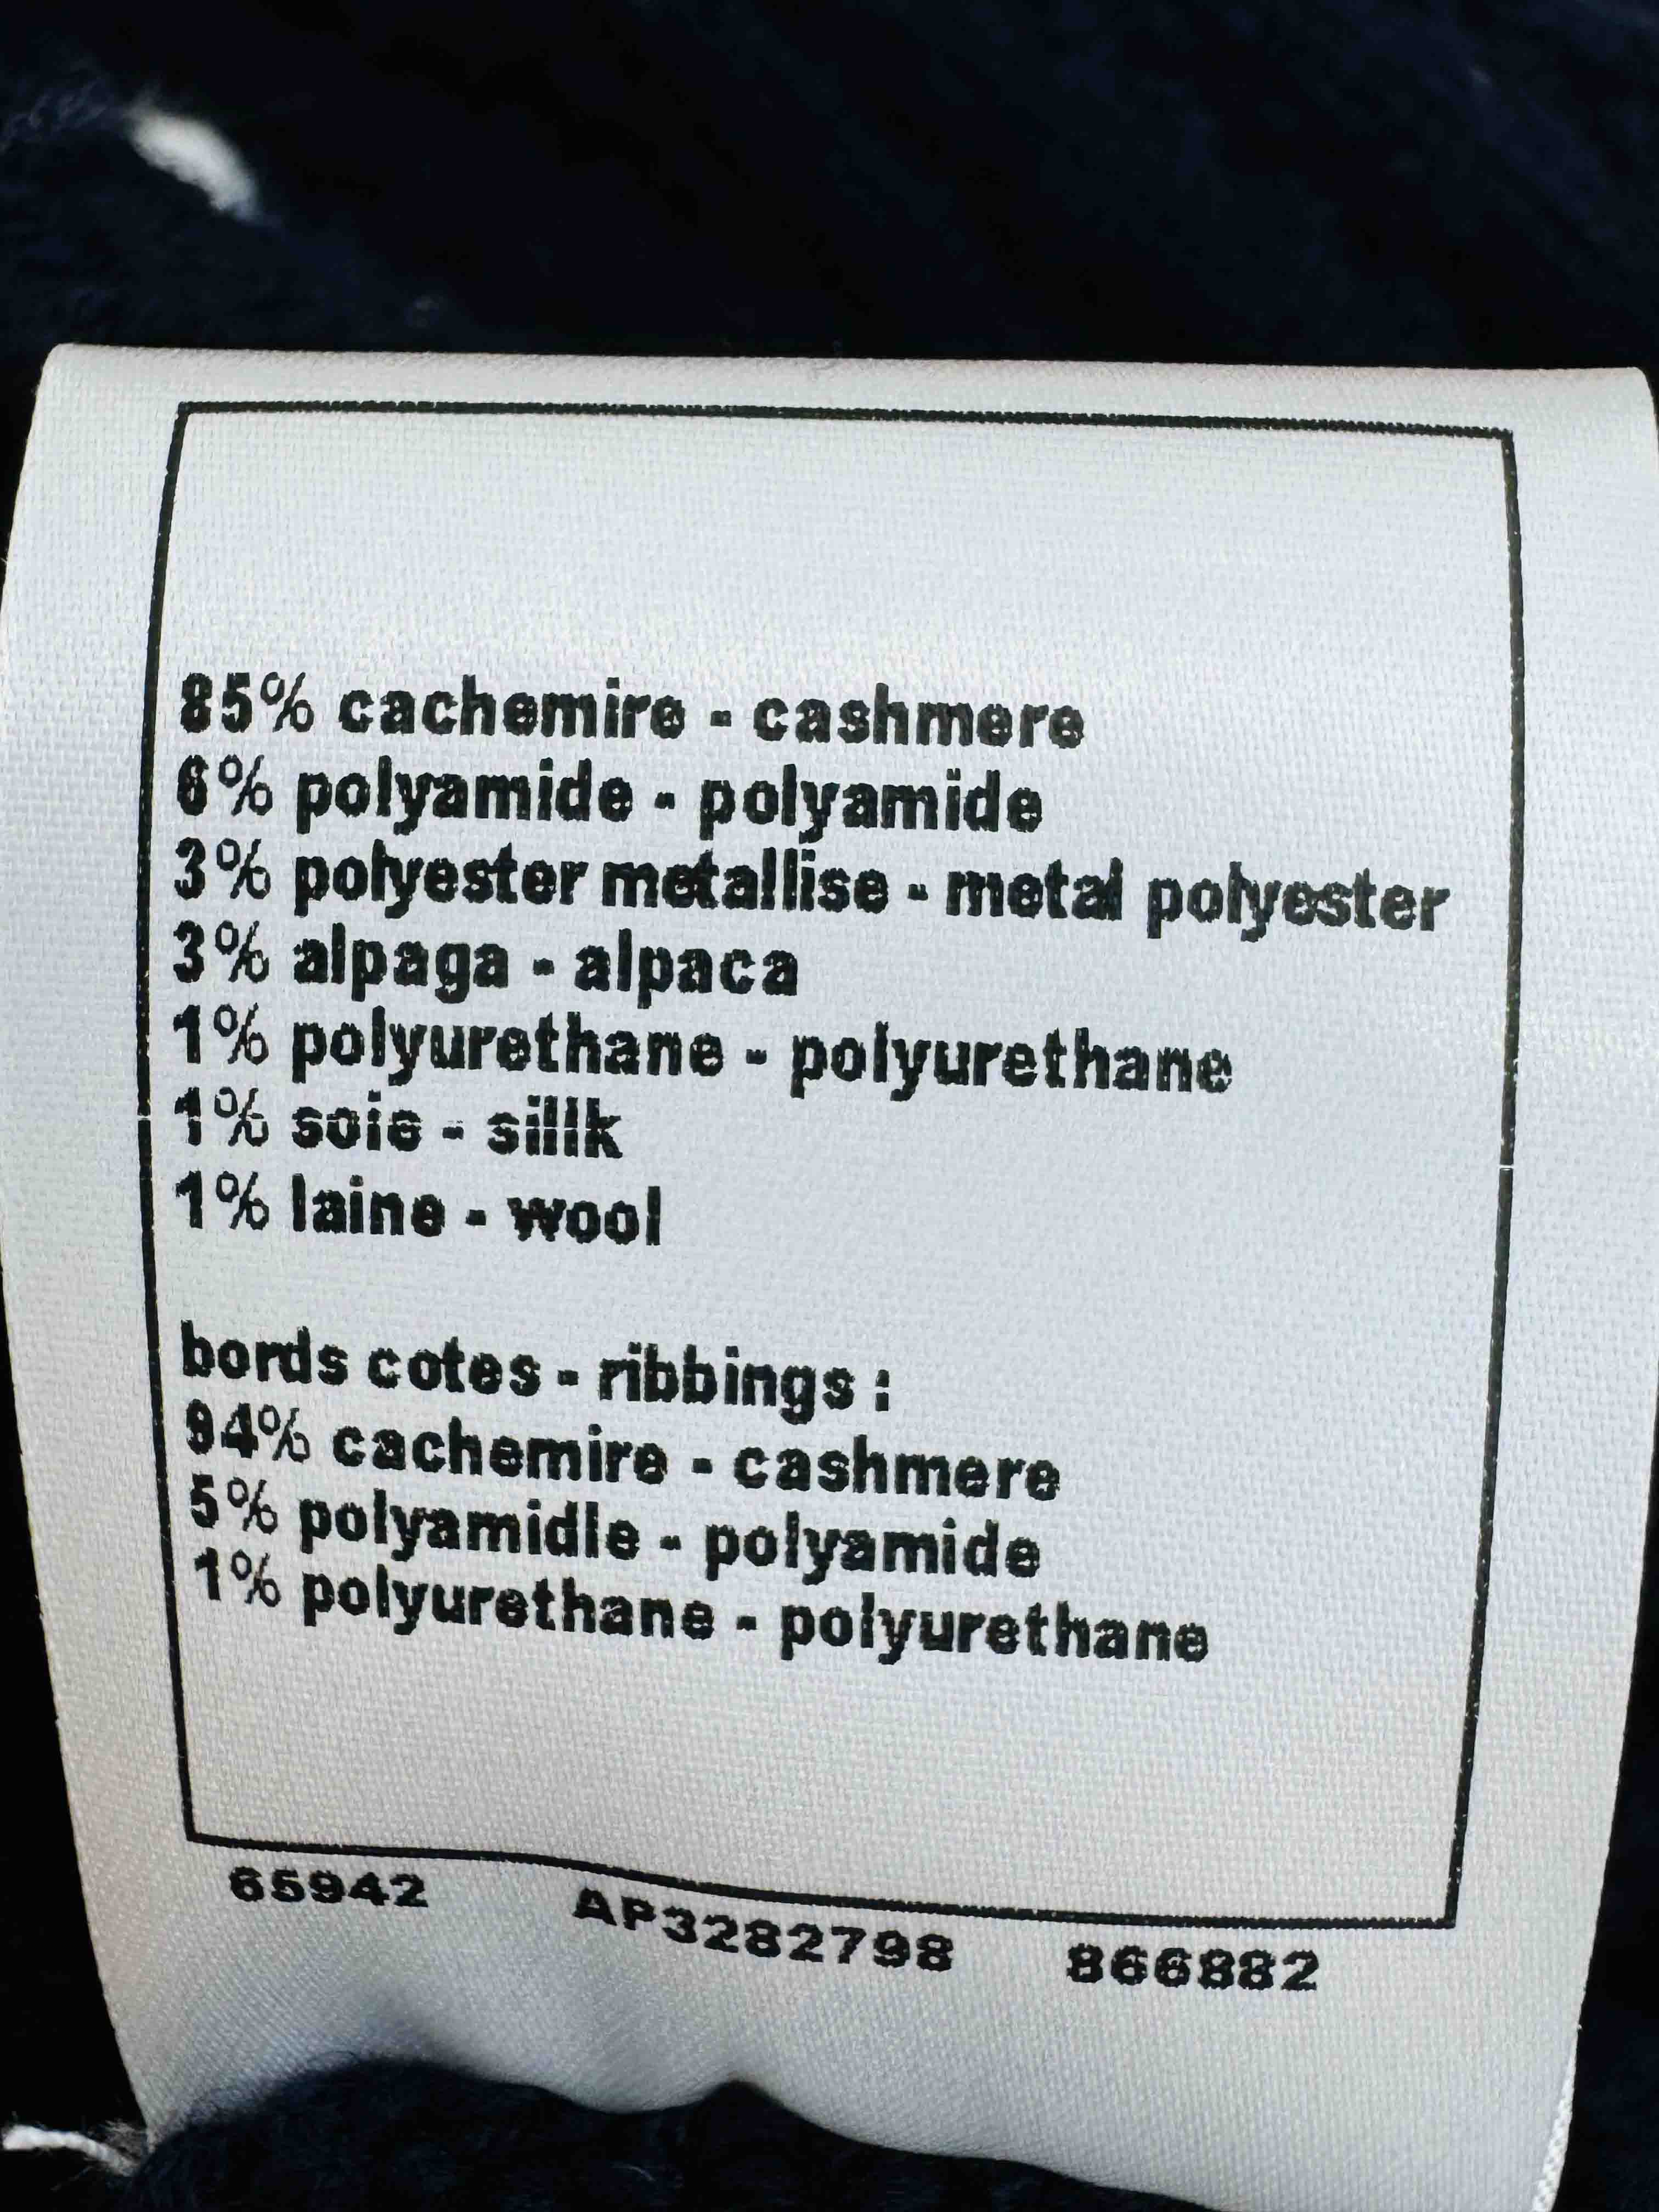 85% cachemire - cashmere
6% polyamide - polyamide
3% polyester metallise - metal polyester
3% alpaga - alpaca
1% polyurethane - polyurethane
1% soie - sillk
1% laine - wool
bords cotes - ribbings :
94% cachemire - cashmere
5% polyamidle - polyamide
1% polyurethane - polyurethane
65942 AP3282798 866882